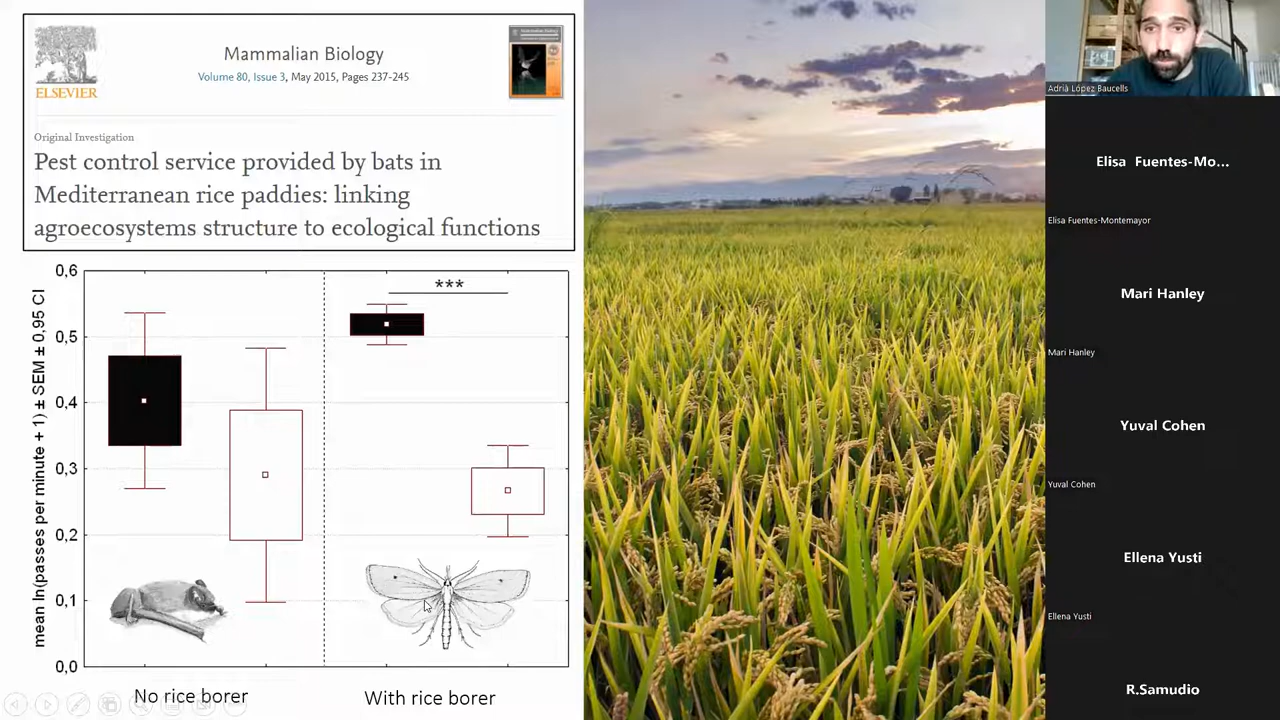 ELSEVIER
Mammalian Biology
Volume 80, Issue 3, May 2015, Pages 237-245
Original Investigation
Pest control service provided by bats in
Mediterranean rice paddies: linking
agroecosystems structure to ecological functions
mean ln(passes per minute + 1) ± SEM ± 0,95 CI
0,6
0,5
0,4
0,3
0,2
0,1
0,0
***
No rice borer
With rice borer
Adrià López Baucells
Elisa Fuentes-Mo...
Elisa Fuentes-Montemayor
Mari Hanley
Mari Hanley
Yuval Cohen
Yuval Cohen
Ellena Yusti
Ellena Yusti
R.Samudio